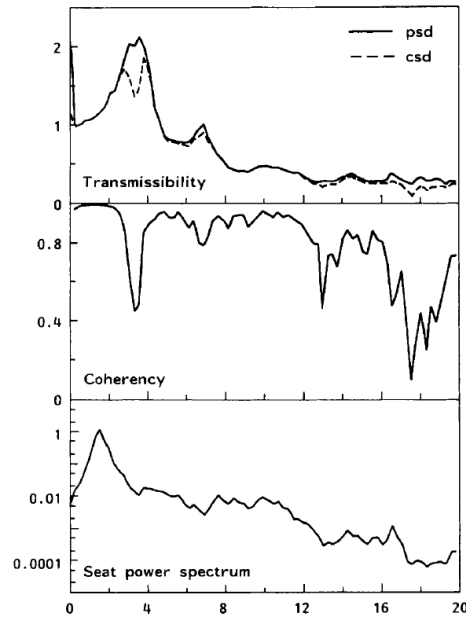 2
psd
csd
1
Transmissibility
0
0.8
0.4
Coherency
0
1
0.01
0.0001
Seat power spectrum
0 4 8 12 16 20